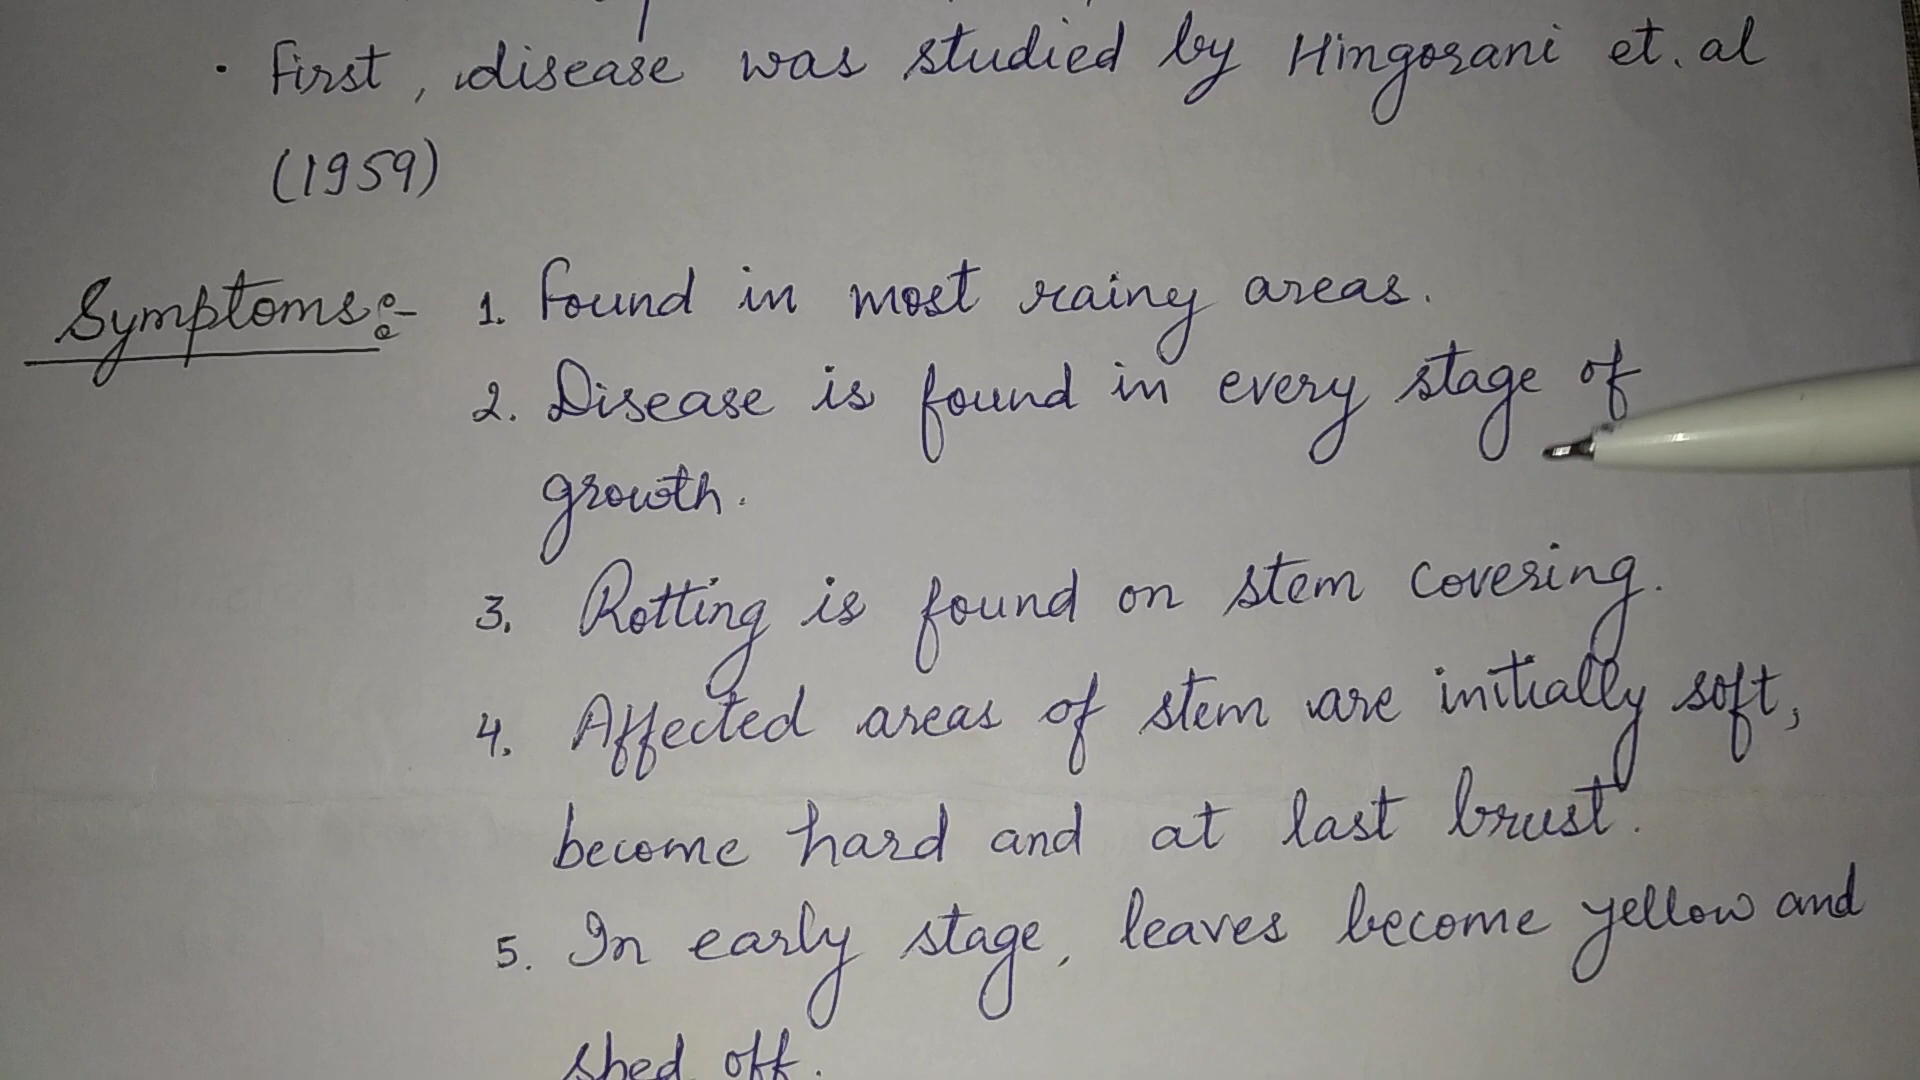 • First, disease was studied by Hingorani et. al
(1959)
Symptoms:- 1. Found in most rainy areas.
2. Disease is found in every stage of
growth.
3. Rotting is found on stem covering.
4. Affected areas of stem are initially soft,
become hard and at last brust.
5. In early stage, leaves become yellow and
shed off.